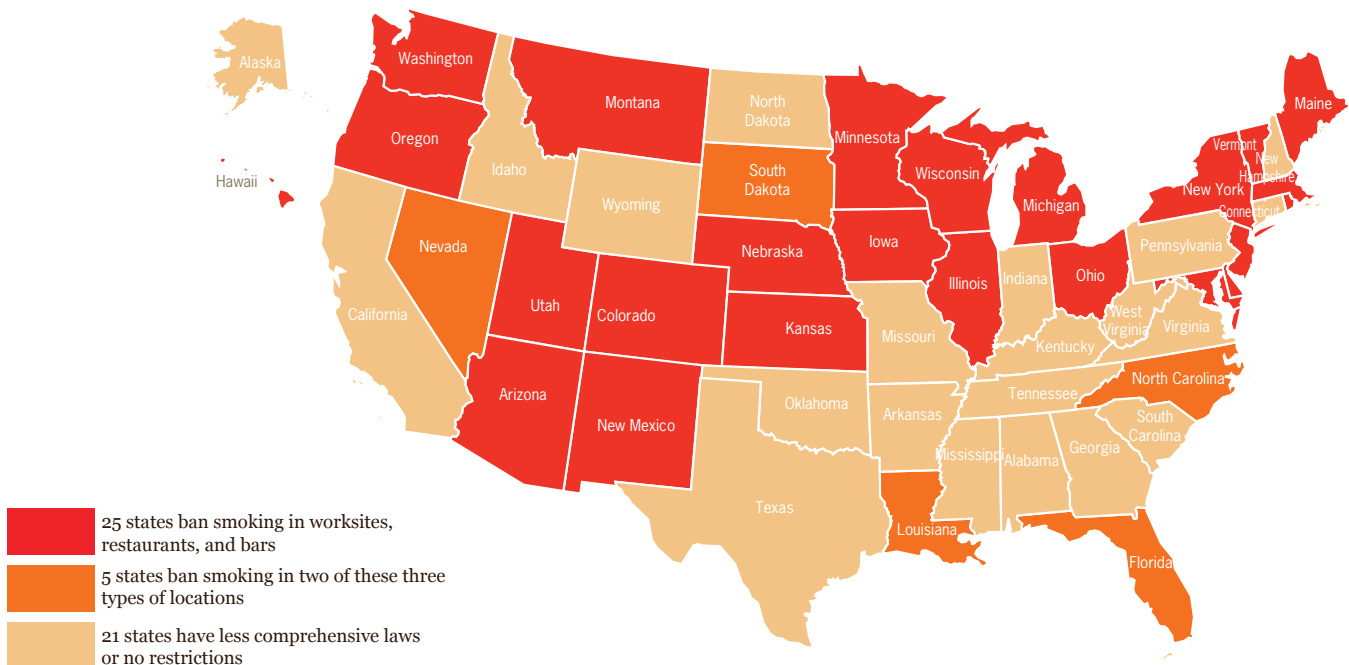 Alaska
Washington
Montana
North
Dakota
Minnesota
Maine
Oregon
Idaho
South
Dakota
Wisconsin
Michigan
Vermont
New
Hampshire
New York
Connecticut
Hawaii
Wyoming
Nevada
Nebraska
Iowa
Pennsylvania
California
Utah
Colorado
Kansas
Illinois
Indiana
Ohio
Missouri
West
Virginia
Virginia
Kentucky
Arizona
New Mexico
Oklahoma
Arkansas
Tennessee
North Carolina
South
Carolina
Texas
Mississippi
Alabama
Georgia
Louisiana
Florida
25 states ban smoking in worksites,
restaurants, and bars
5 states ban smoking in two of these three
types of locations
21 states have less comprehensive laws
or no restrictions